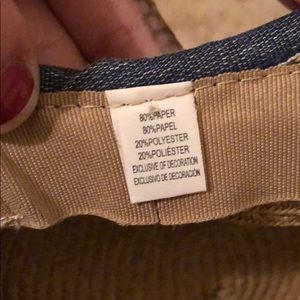 80%PAPER
80%PAPEL
20%POLYESTER
20%POLIÉSTER
EXCLUSIVE OF DECORATION
EXCLUSIVO DE DECORACIÓN